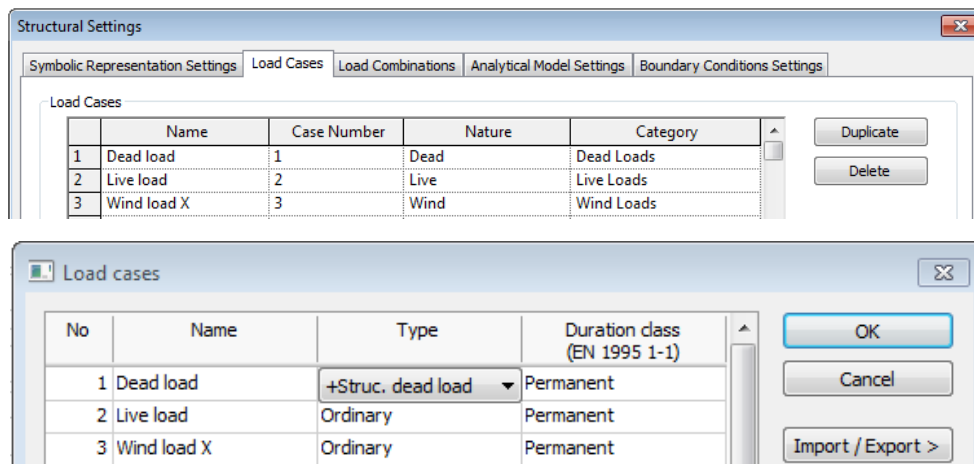 Structural Settings
Symbolic Representation Settings Load Cases Load Combinations Analytical Model Settings Boundary Conditions Settings
Load Cases
Name Case Number Nature Category Duplicate
1 Dead load 1 Dead Dead Loads
2 Live load 2 Live Live Loads Delete
3 Wind load X 3 Wind Wind Loads
Load cases
No Name Type Duration class OK
(EN 1995 1-1)
1 Dead load +Struc. dead load Permanent Cancel
2 Live load Ordinary Permanent
3 Wind load X Ordinary Permanent Import / Export >